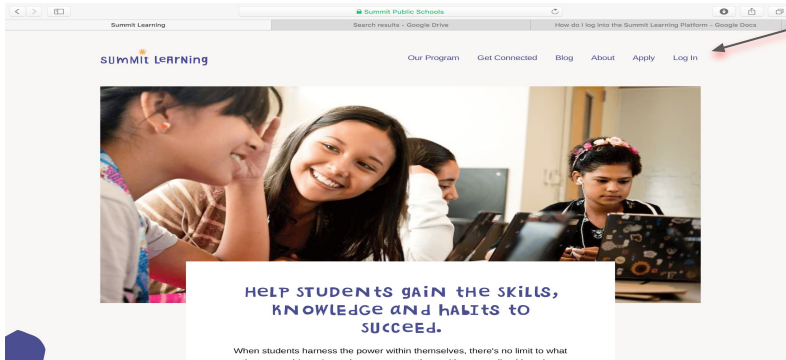 Summit Public Schools
Summit Learning
Search results - Google Drive
How do I log into the Summit Learning Platform - Google Docs
SUMMIT LEARNING
Our Program Get Connected Blog About Apply Log In
HELP STUDENTS GAIN THE SKILLS,
KNOWLEDGE AND HABITS TO
SUCCEED.
When students harness the power within themselves, there's no limit to what